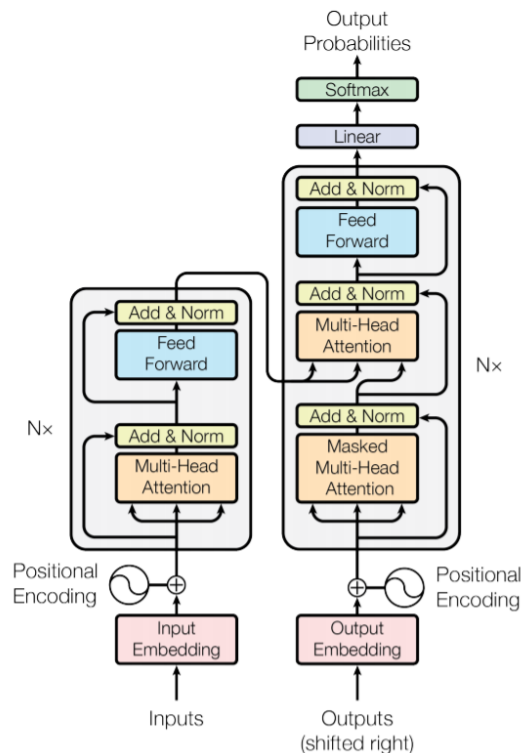 Output
Probabilities
Softmax
Linear
Add & Norm
Feed
Forward
Add & Norm
Multi-Head
Attention
Add & Norm
Masked
Multi-Head
Attention
N×
Add & Norm
Feed
Forward
Add & Norm
Multi-Head
Attention
N×
Positional
Encoding
Positional
Encoding
Input
Embedding
Output
Embedding
Inputs
Outputs
(shifted right)